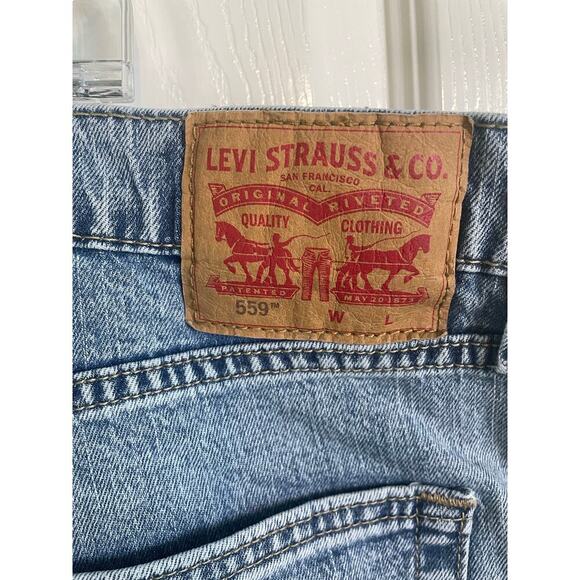 LEVI STRAUSS & CO.
SAN FRANCISCO
CAL.
ORIGINAL RIVETED
QUALITY CLOTHING
PATENTED MAY 20 1873
559™ W L